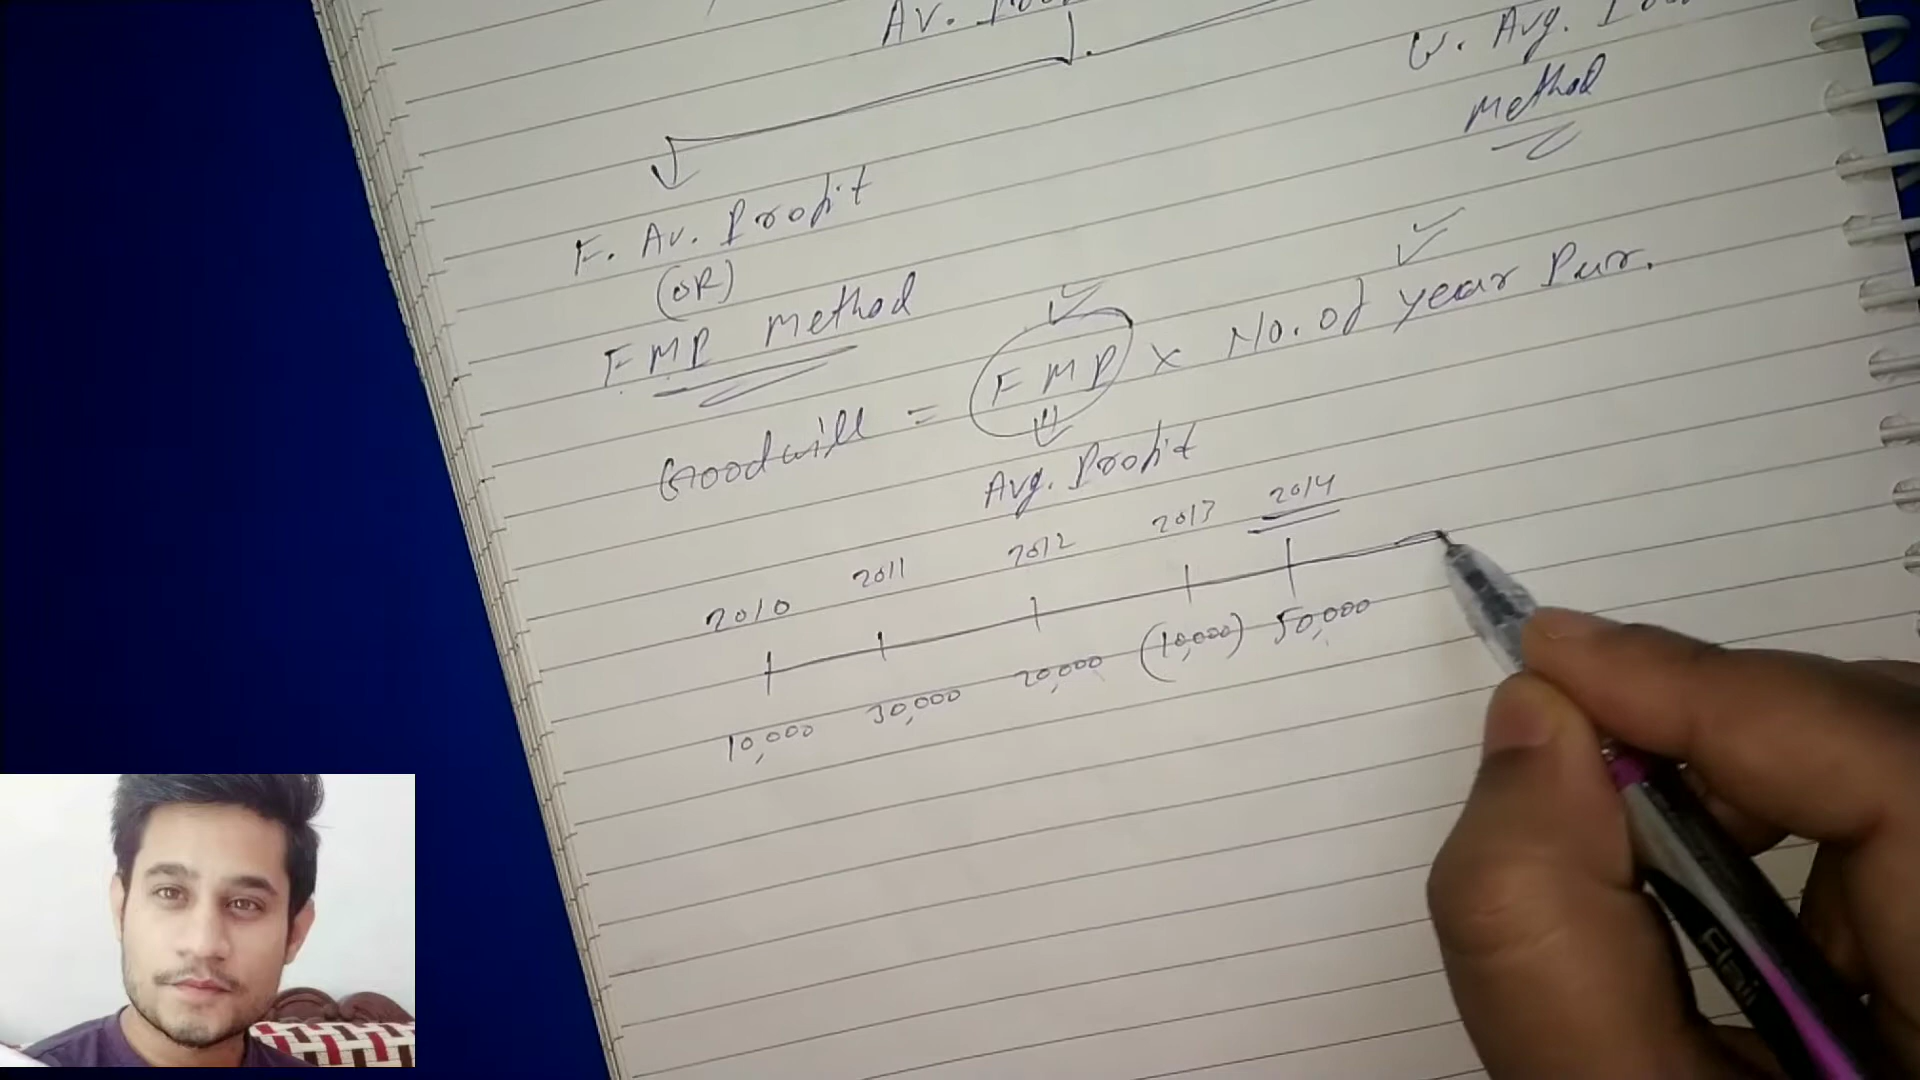 Av.
W. Avg.
Method
F. Av. Profit
(OR)
FMP Method
Goodwill = FMP × No. of year Pur.
Avg. Profit
2010 2011 2012 2013 2014
10,000 30,000 20,000 (10,000) 50,000
Flair